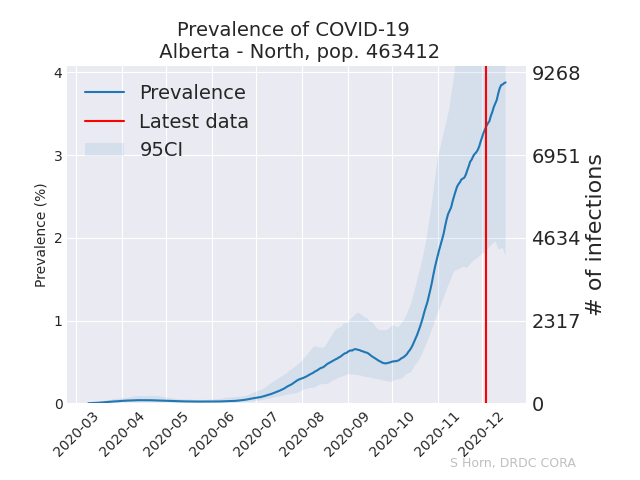 Prevalence of COVID-19
Alberta - North, pop. 463412
Prevalence
Latest data
95CI
Prevalence (%)
4
3
2
1
0
9268
6951
4634
2317
0
# of infections
2020-03
2020-04
2020-05
2020-06
2020-07
2020-08
2020-09
2020-10
2020-11
2020-12
S Horn, DRDC CORA